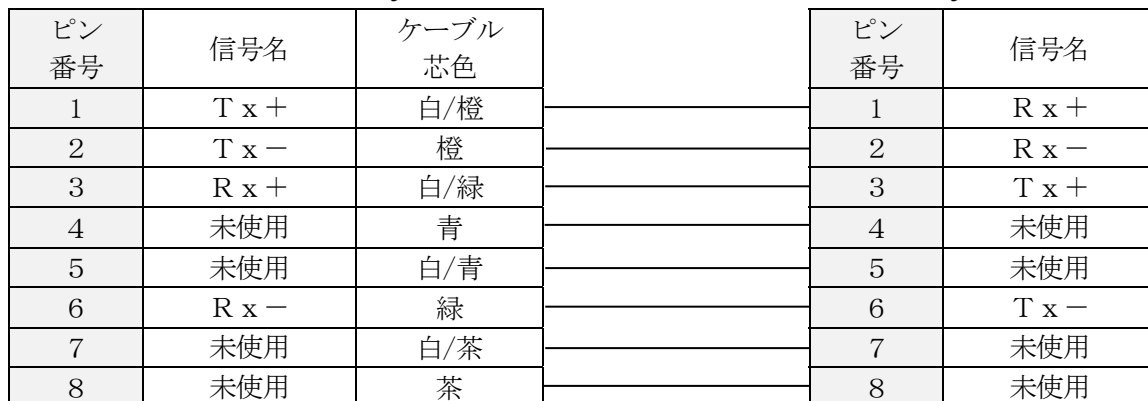 ピン 信号名 ケーブル ピン 信号名
番号 芯色 番号
1 Ｔｘ＋ 白/橙 1 Ｒｘ＋
2 Ｔｘ－ 橙 2 Ｒｘ－
3 Ｒｘ＋ 白/緑 3 Ｔｘ＋
4 未使用 青 4 未使用
5 未使用 白/青 5 未使用
6 Ｒｘ－ 緑 6 Ｔｘ－
7 未使用 白/茶 7 未使用
8 未使用 茶 8 未使用